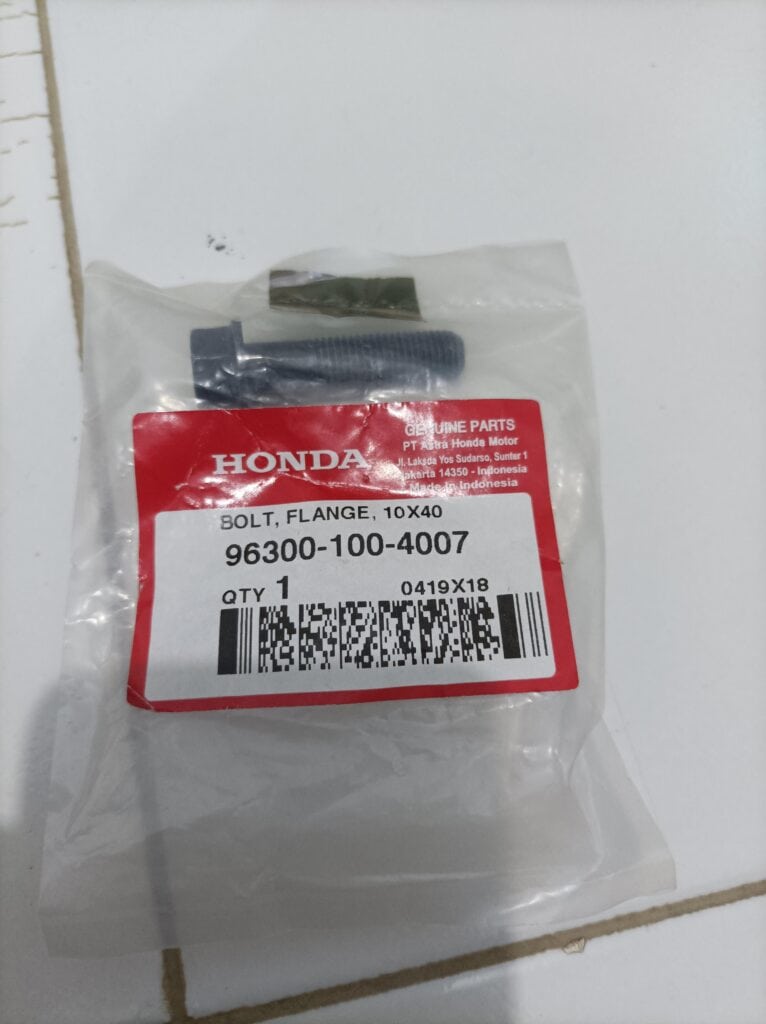 GENUINE PARTS
PT Astra Honda Motor
Jl. Laksda Yos Sudarso, Sunter 1
Jakarta 14350 - Indonesia
Made in Indonesia
HONDA
BOLT, FLANGE, 10X40
96300-100-4007
QTY 1
0419X18